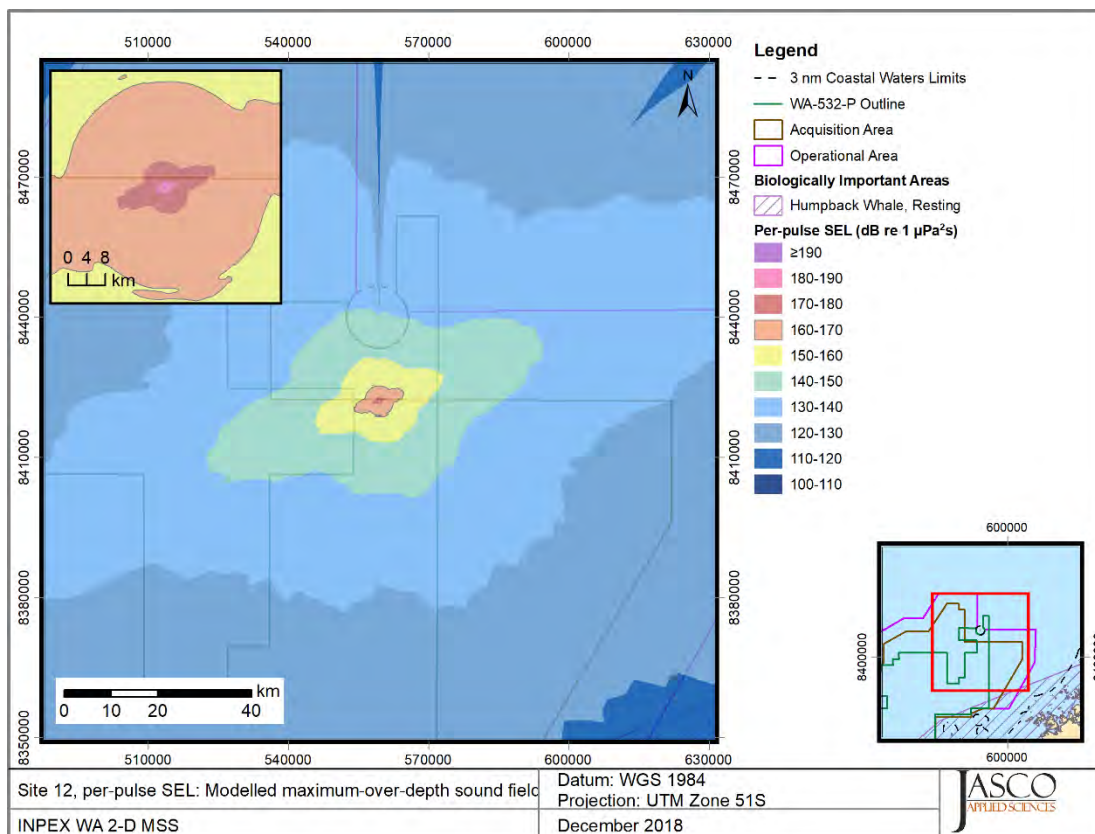 510000 540000 570000 600000 630000
N
8470000
8440000
8410000
8380000
8350000
8470000
8440000
8410000
8380000
8350000
0 4 8
km
km
0 10 20 40
510000 540000 570000 600000 630000
Legend
3 nm Coastal Waters Limits
WA-532-P Outline
Acquisition Area
Operational Area
Biologically Important Areas
Humpback Whale, Resting
Per-pulse SEL (dB re 1 µPa²s)
≥190
180-190
170-180
160-170
150-160
140-150
130-140
120-130
110-120
100-110
600000
8400000
600000
Site 12, per-pulse SEL: Modelled maximum-over-depth sound field
INPEX WA 2-D MSS
Datum: WGS 1984
Projection: UTM Zone 51S
December 2018
JASCO
APPLIED SCIENCES